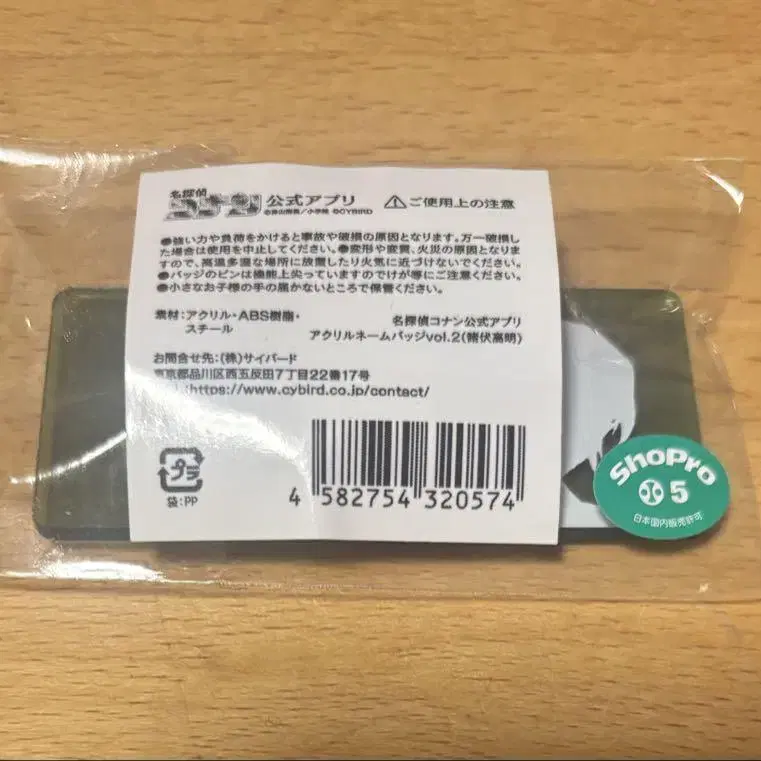 名探偵
コナン 公式アプリ
©青山剛昌／小学館 ©CYBIRD
⚠ご使用上の注意
●強い力や負荷をかけると事故や破損の原因となります。万一破損し
た場合は使用を中止してください。●変形や変質、火災の原因となりま
すので、高温多湿な場所に放置したり火気に近づけないでください。
●バッジのピンは機能上尖っていますのでけが等にご注意ください。
●小さなお子様の手の届かないところで保管ください。
素材：アクリル・ABS樹脂・
スチール
名探偵コナン公式アプリ
アクリルネームバッジvol.2(諸伏高明)
お問合せ先：(株)サイバード
東京都品川区西五反田7丁目22番17号
:https://www.cybird.co.jp/contact/
プラ
袋:PP
4 582754 320574
ShoPro
5
日本国内販売許可